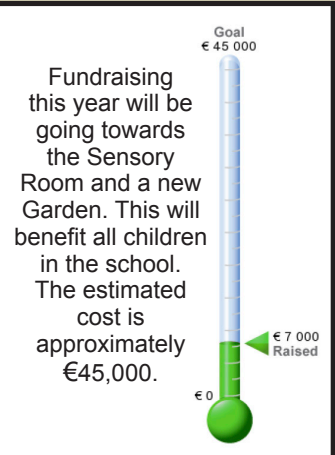 Goal
€ 45 000
Fundraising
this year will be
going towards
the Sensory
Room and a new
Garden. This will
benefit all children
in the school.
The estimated
cost is
approximately
€45,000.
€ 7 000
Raised
€ 0